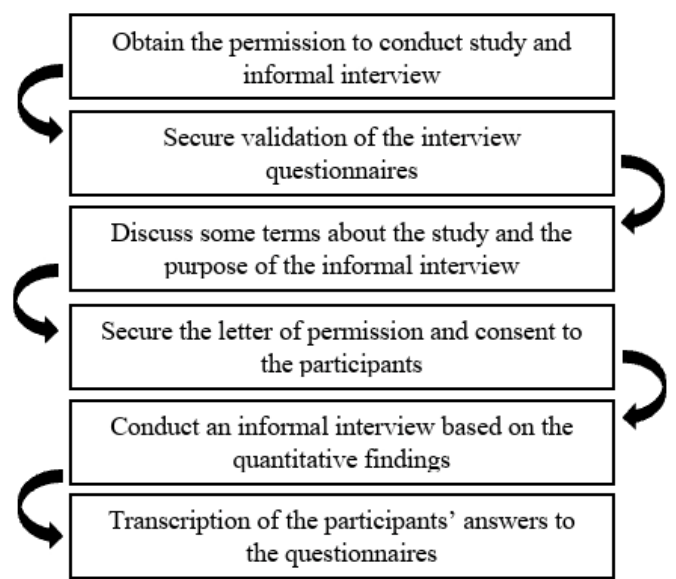 Obtain the permission to conduct study and
informal interview
Secure validation of the interview
questionnaires
Discuss some terms about the study and the
purpose of the informal interview
Secure the letter of permission and consent to
the participants
Conduct an informal interview based on the
quantitative findings
Transcription of the participants’ answers to
the questionnaires